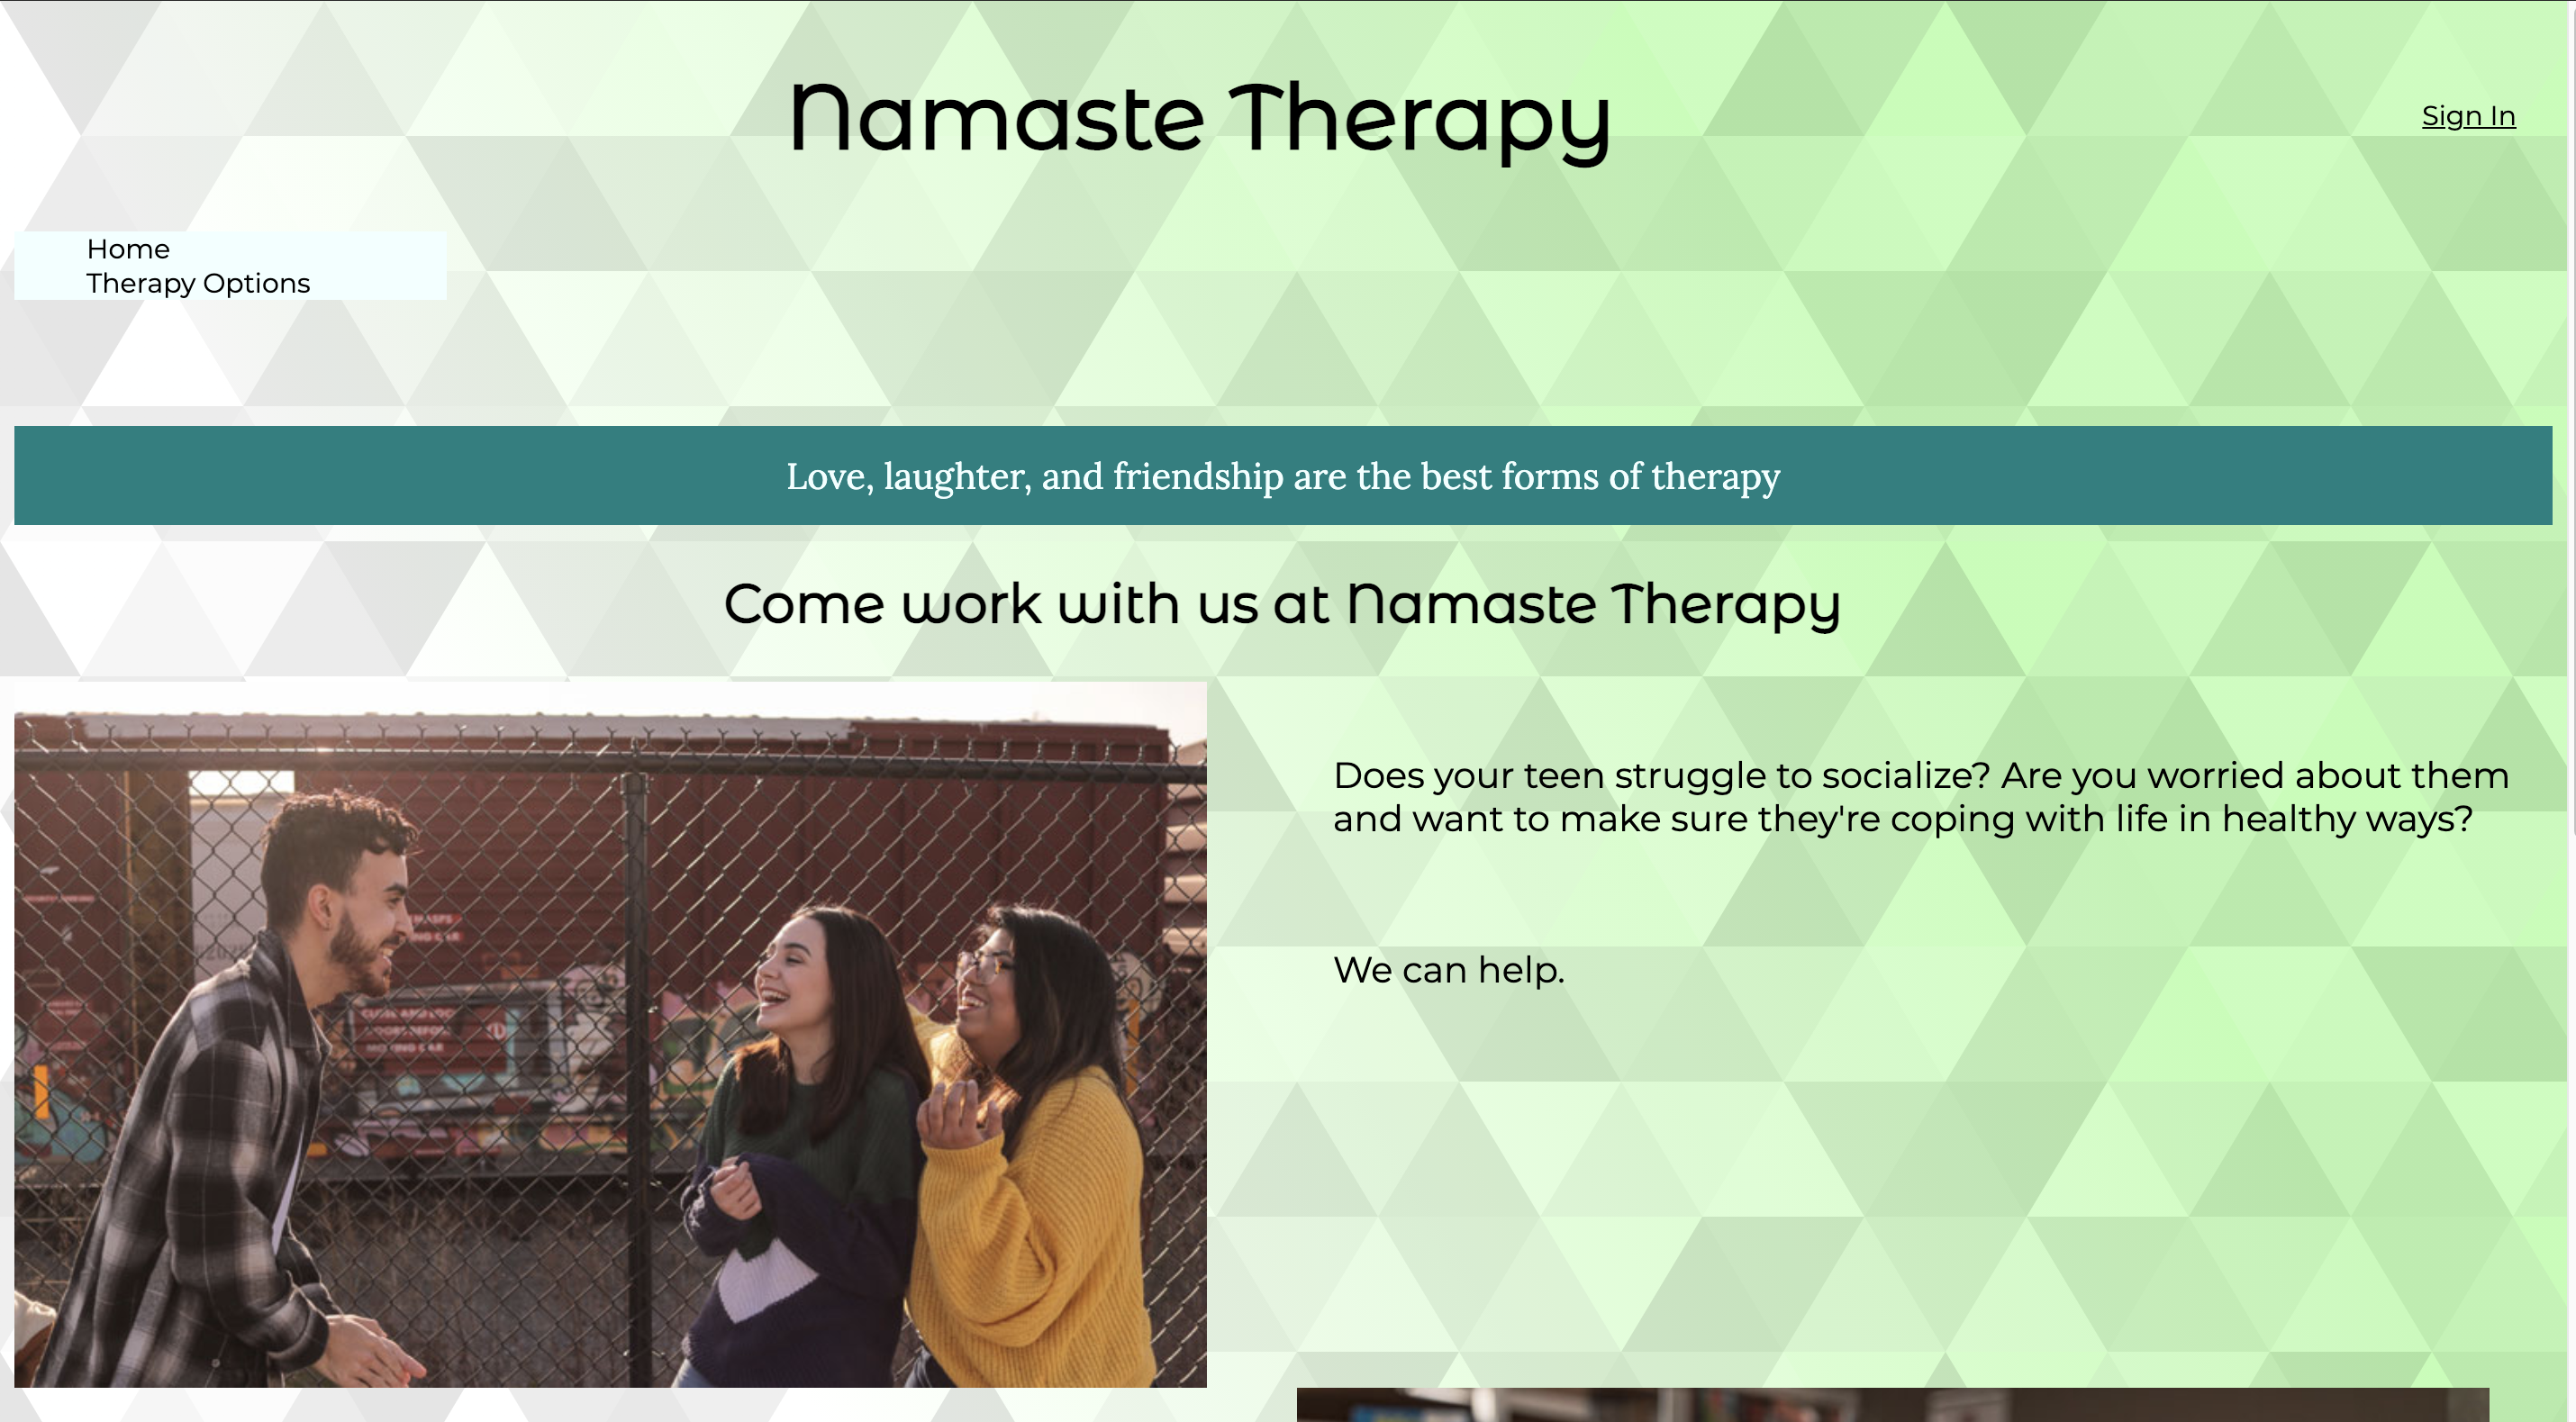 Namaste Therapy
Sign In
Home
Therapy Options
Love, laughter, and friendship are the best forms of therapy
Come work with us at Namaste Therapy
Does your teen struggle to socialize? Are you worried about them
and want to make sure they're coping with life in healthy ways?
We can help.